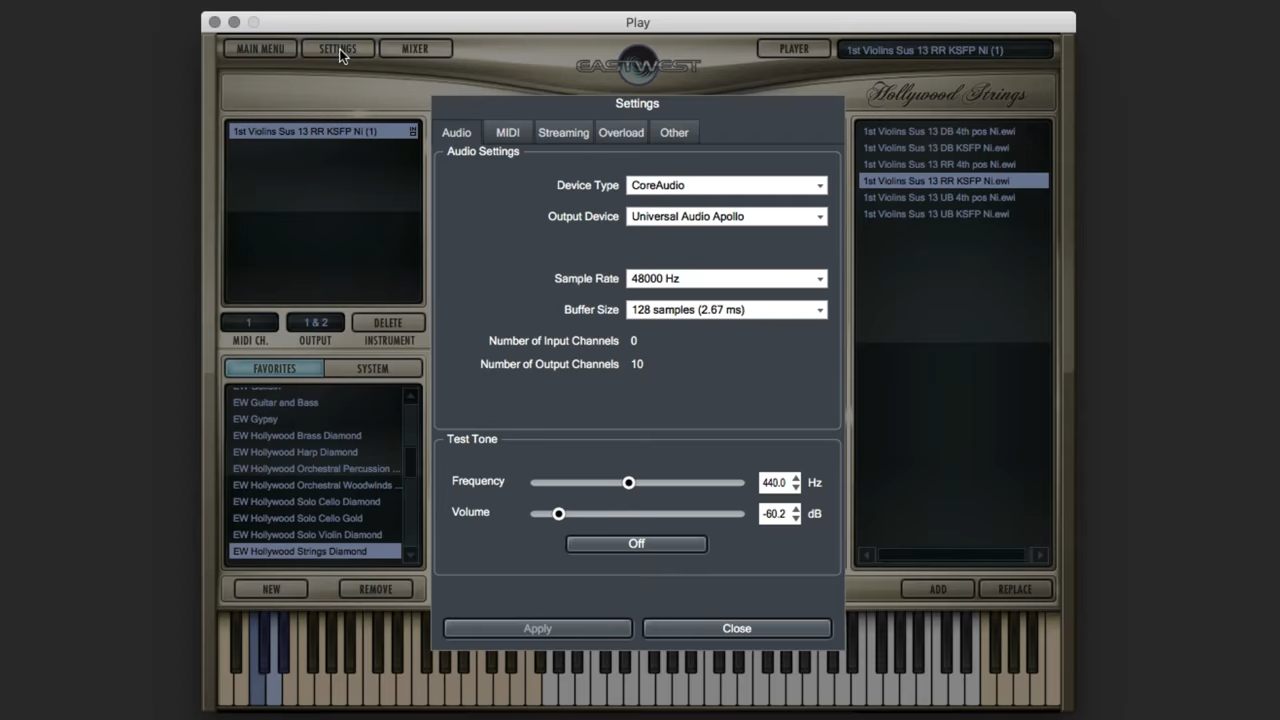 Play
MAIN MENU
SETTINGS
MIXER
PLAYER
1st Violins Sus 13 RR KSFP Ni (1)
EASTWEST
Hollywood Strings
1st Violins Sus 13 RR KSFP Ni (1)
1
1 & 2
DELETE
MIDI CH.
OUTPUT
INSTRUMENT
FAVORITES
SYSTEM
EW Guitar and Bass
EW Gypsy
EW Hollywood Brass Diamond
EW Hollywood Harp Diamond
EW Hollywood Orchestral Percussion ...
EW Hollywood Orchestral Woodwinds ...
EW Hollywood Solo Cello Diamond
EW Hollywood Solo Cello Gold
EW Hollywood Solo Violin Diamond
EW Hollywood Strings Diamond
NEW
REMOVE
Settings
Audio
MIDI
Streaming
Overload
Other
Audio Settings
Device Type
CoreAudio
Output Device
Universal Audio Apollo
Sample Rate
48000 Hz
Buffer Size
128 samples (2.67 ms)
Number of Input Channels 0
Number of Output Channels 10
Test Tone
Frequency
440.0
Hz
Volume
-60.2
dB
Off
Apply
Close
1st Violins Sus 13 DB 4th pos Ni.ewi
1st Violins Sus 13 DB KSFP Ni.ewi
1st Violins Sus 13 RR 4th pos Ni.ewi
1st Violins Sus 13 RR KSFP Ni.ewi
1st Violins Sus 13 UB 4th pos Ni.ewi
1st Violins Sus 13 UB KSFP Ni.ewi
ADD
REPLACE